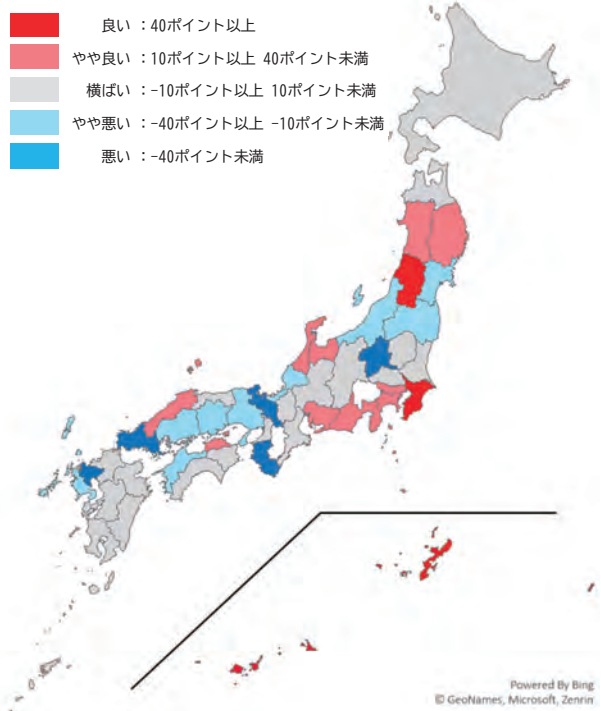 良い ：40ポイント以上
やや良い ：10ポイント以上 40ポイント未満
横ばい ：-10ポイント以上 10ポイント未満
やや悪い ：-40ポイント以上 -10ポイント未満
悪い ：-40ポイント未満
Powered By Bing
© GeoNames, Microsoft, Zenrin